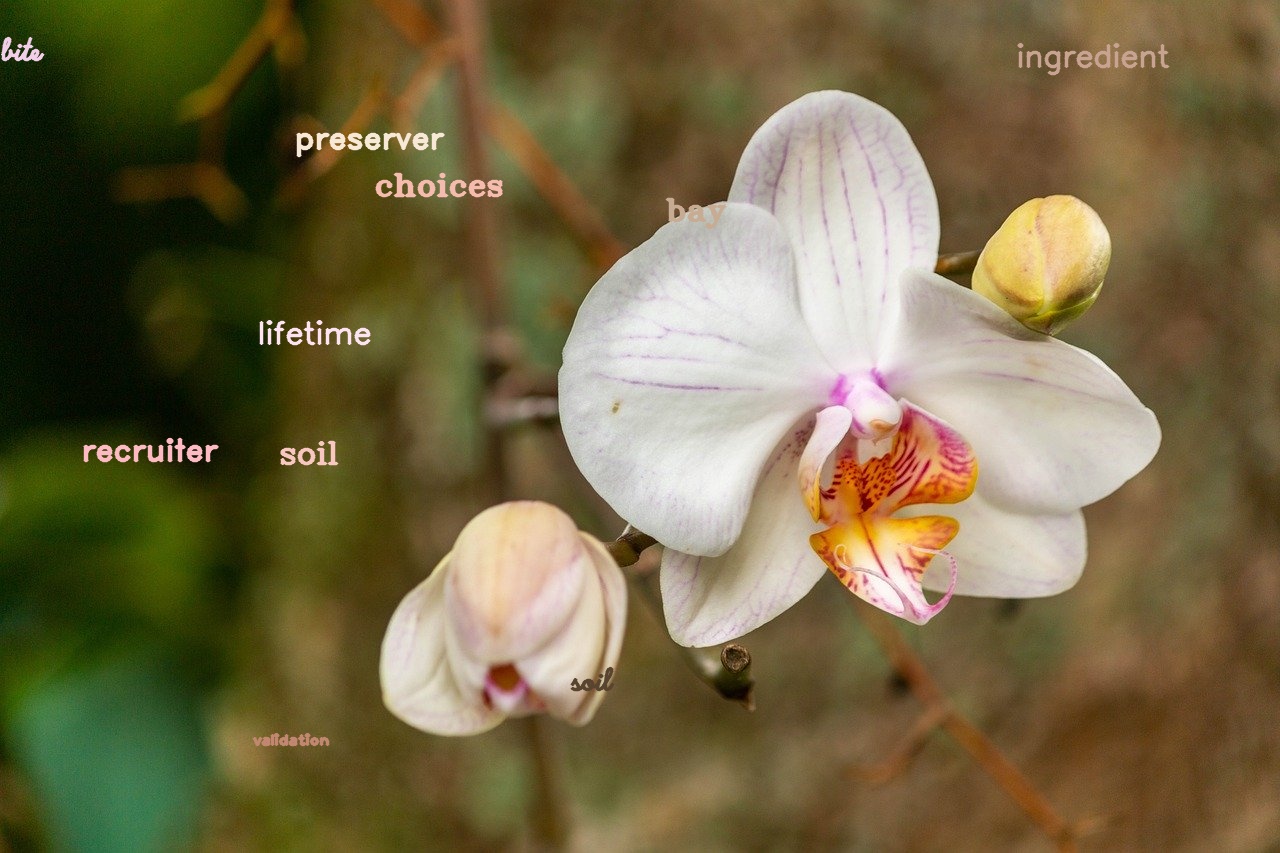 bite
ingredient
preserver
choices
bay
lifetime
recruiter
soil
soil
validation